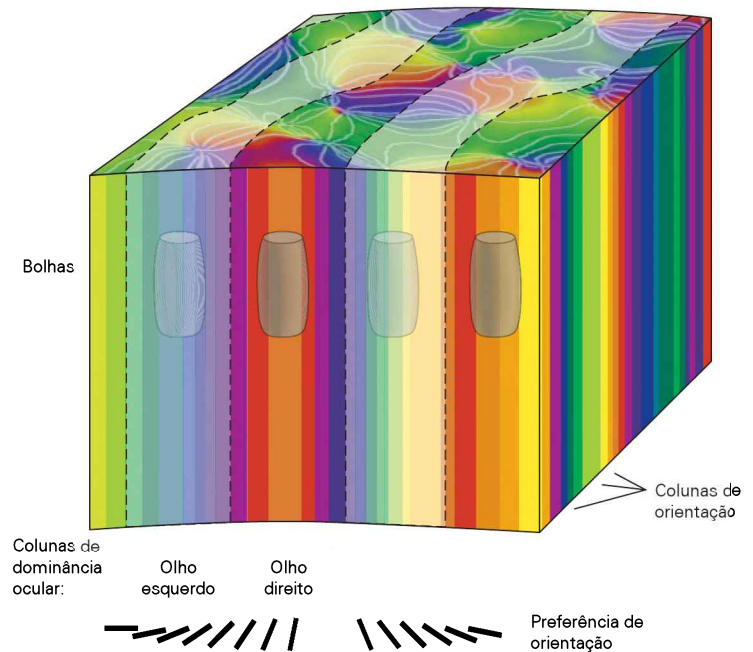 Bolhas
Colunas de
orientação
Colunas de
dominância
ocular:
Olho
esquerdo
Olho
direito
Preferência de
orientação